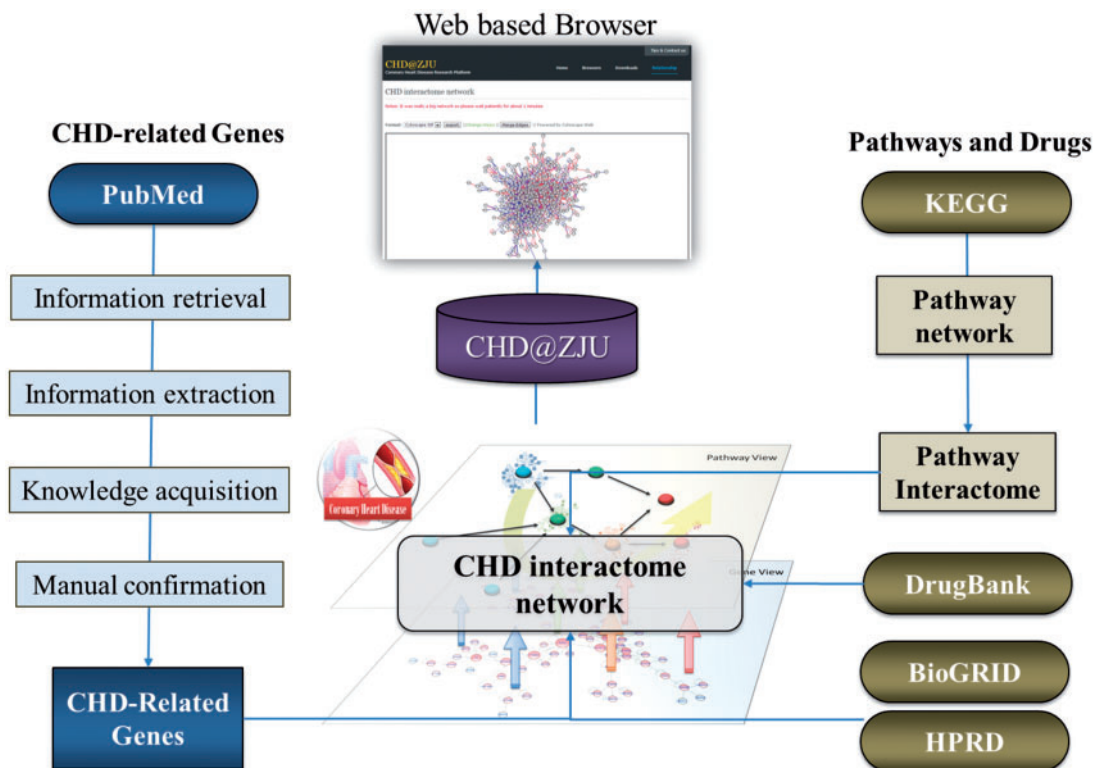 Web based Browser
CHD@ZJU
Coronary Heart Disease Research Platform
Home
Browsers
Downloads
Relationship
CHD interactome network
CHD-related Genes
PubMed
Information retrieval
Information extraction
Knowledge acquisition
Manual confirmation
CHD-Related
Genes
CHD@ZJU
Coronary Heart Disease
Pathway View
CHD interactome
network
View
Pathways and Drugs
KEGG
Pathway
network
Pathway
Interactome
DrugBank
BioGRID
HPRD